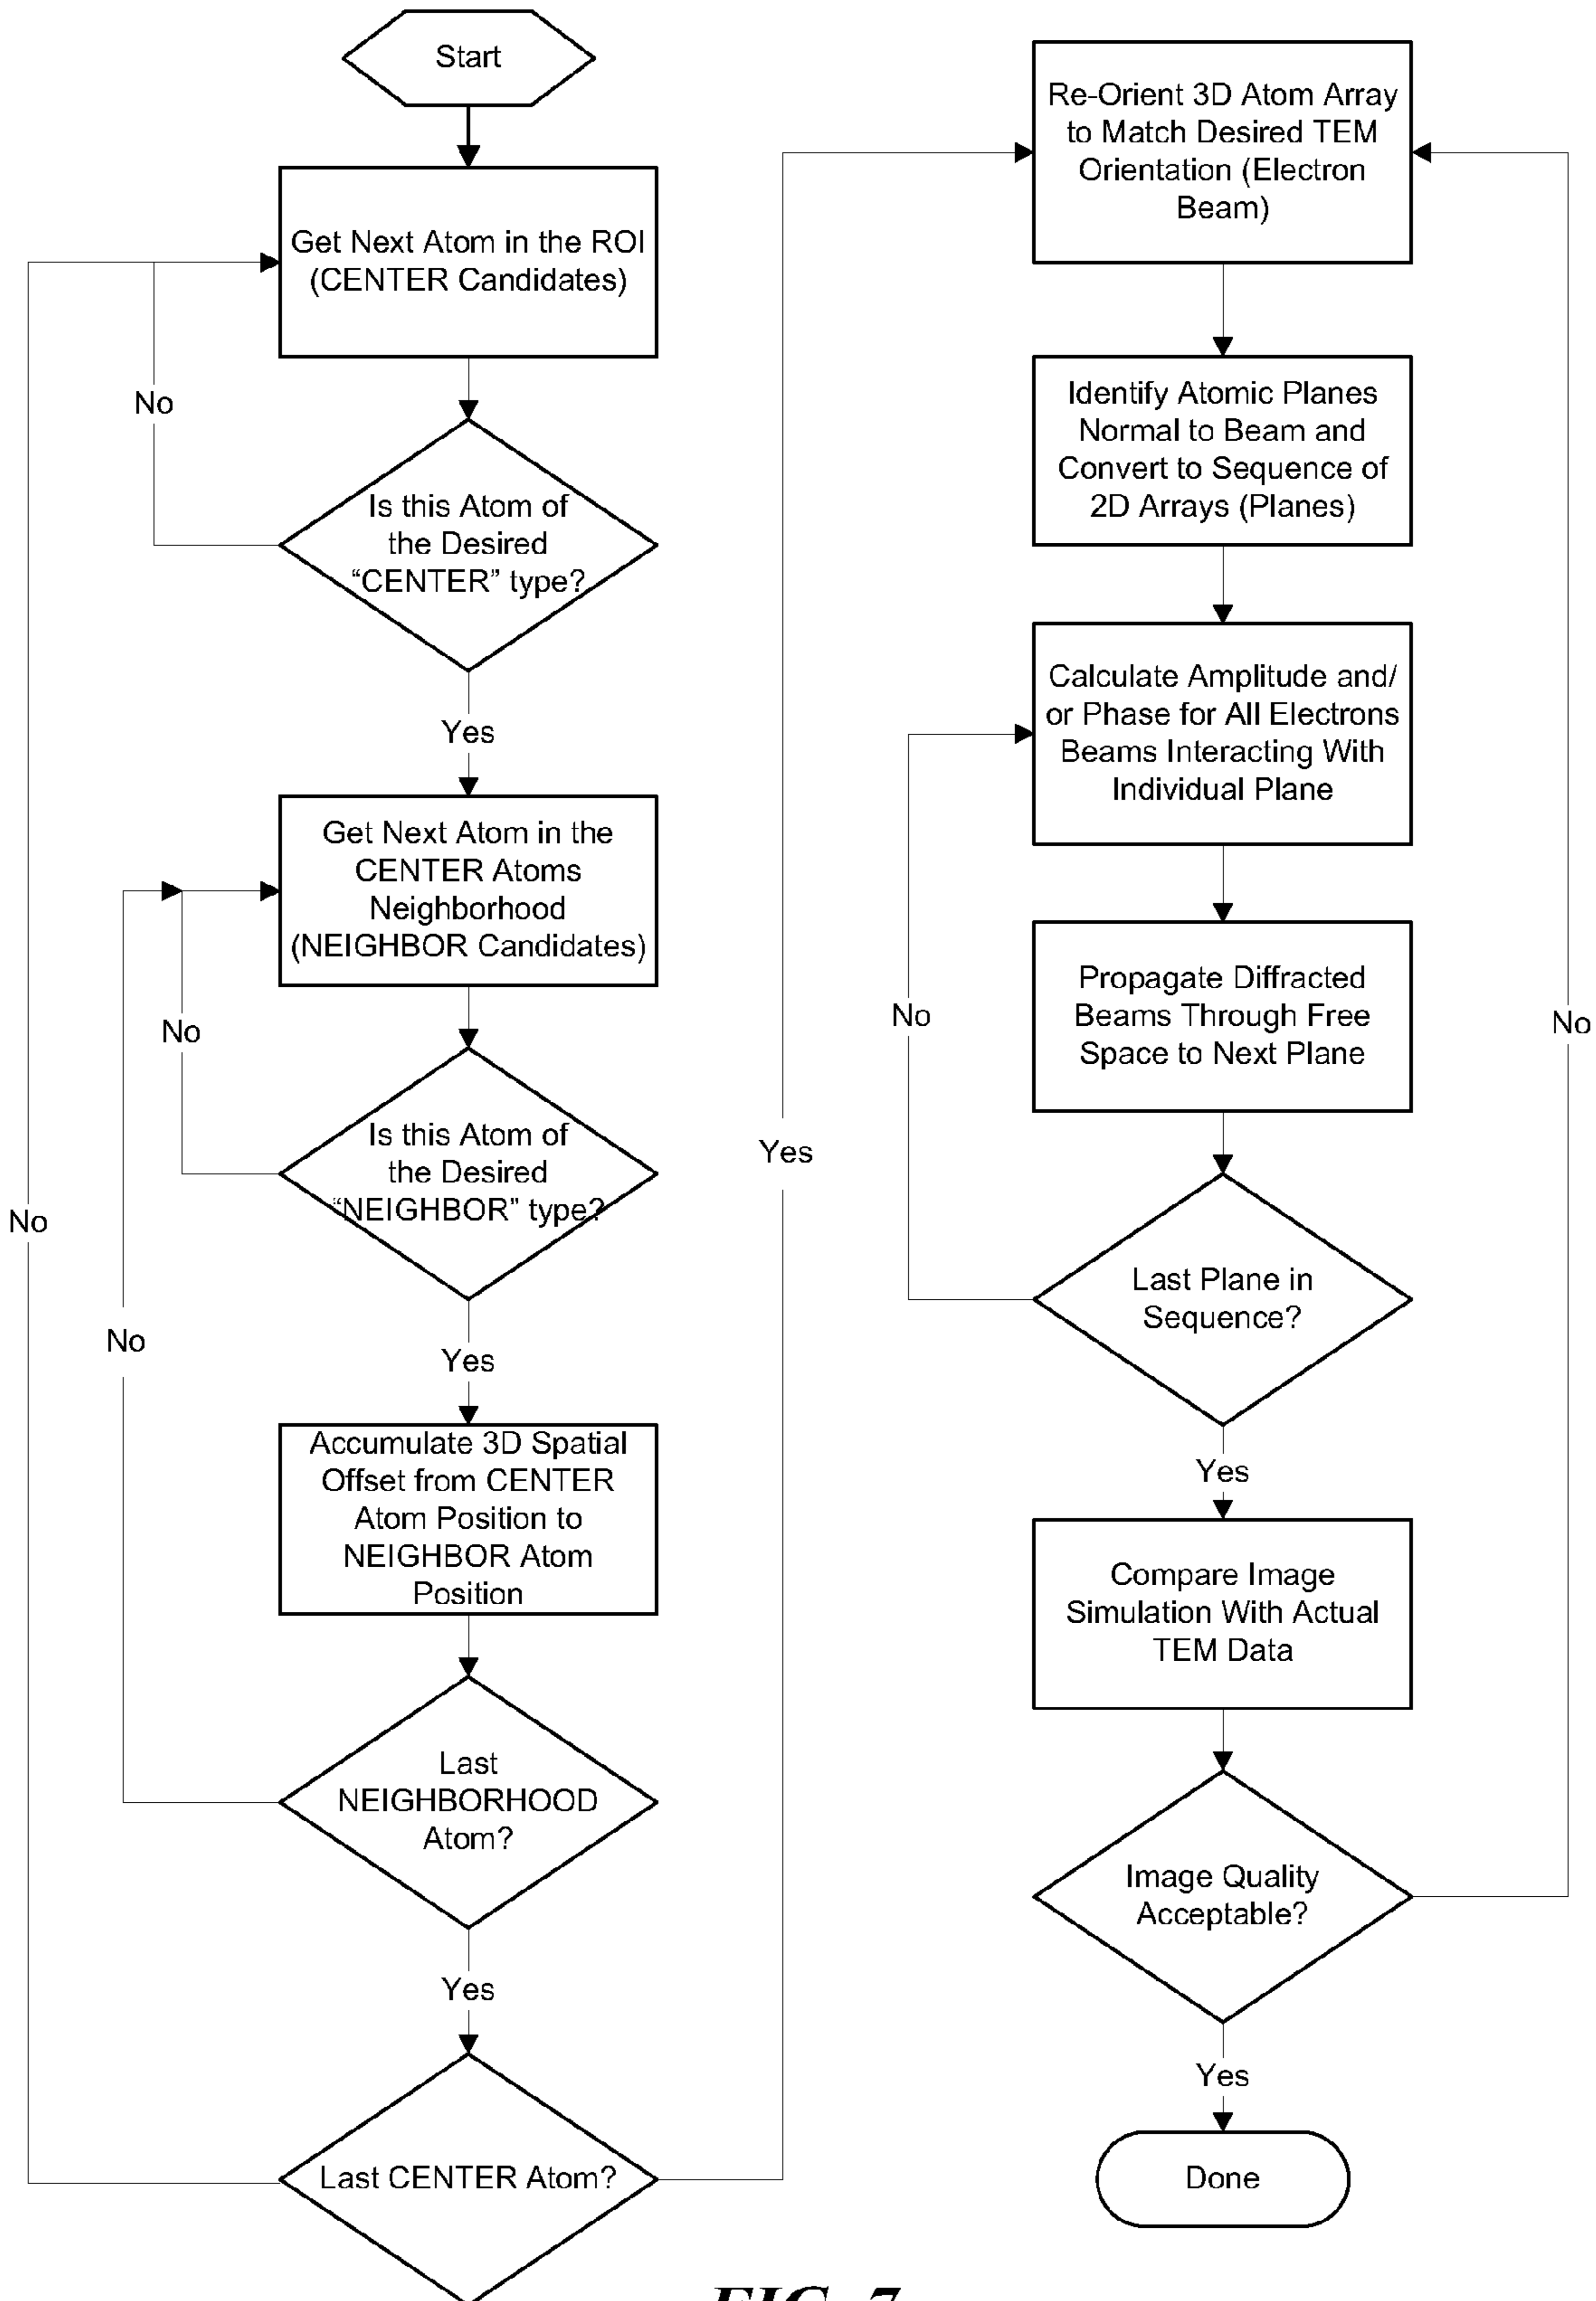 Start
Get Next Atom in the ROI
(CENTER Candidates)
No
Is this Atom of
the Desired
“CENTER” type?
Yes
Get Next Atom in the
CENTER Atoms
Neighborhood
(NEIGHBOR Candidates)
No
Is this Atom of
the Desired
“NEIGHBOR” type?
No
No
Yes
Accumulate 3D Spatial
Offset from CENTER
Atom Position to
NEIGHBOR Atom
Position
Last
NEIGHBORHOOD
Atom?
Yes
Last CENTER Atom?
Yes
Re-Orient 3D Atom Array
to Match Desired TEM
Orientation (Electron
Beam)
Identify Atomic Planes
Normal to Beam and
Convert to Sequence of
2D Arrays (Planes)
Calculate Amplitude and/
or Phase for All Electrons
Beams Interacting With
Individual Plane
Propagate Diffracted
Beams Through Free
Space to Next Plane
No
No
Last Plane in
Sequence?
Yes
Compare Image
Simulation With Actual
TEM Data
Image Quality
Acceptable?
Yes
Done
FIG. 7